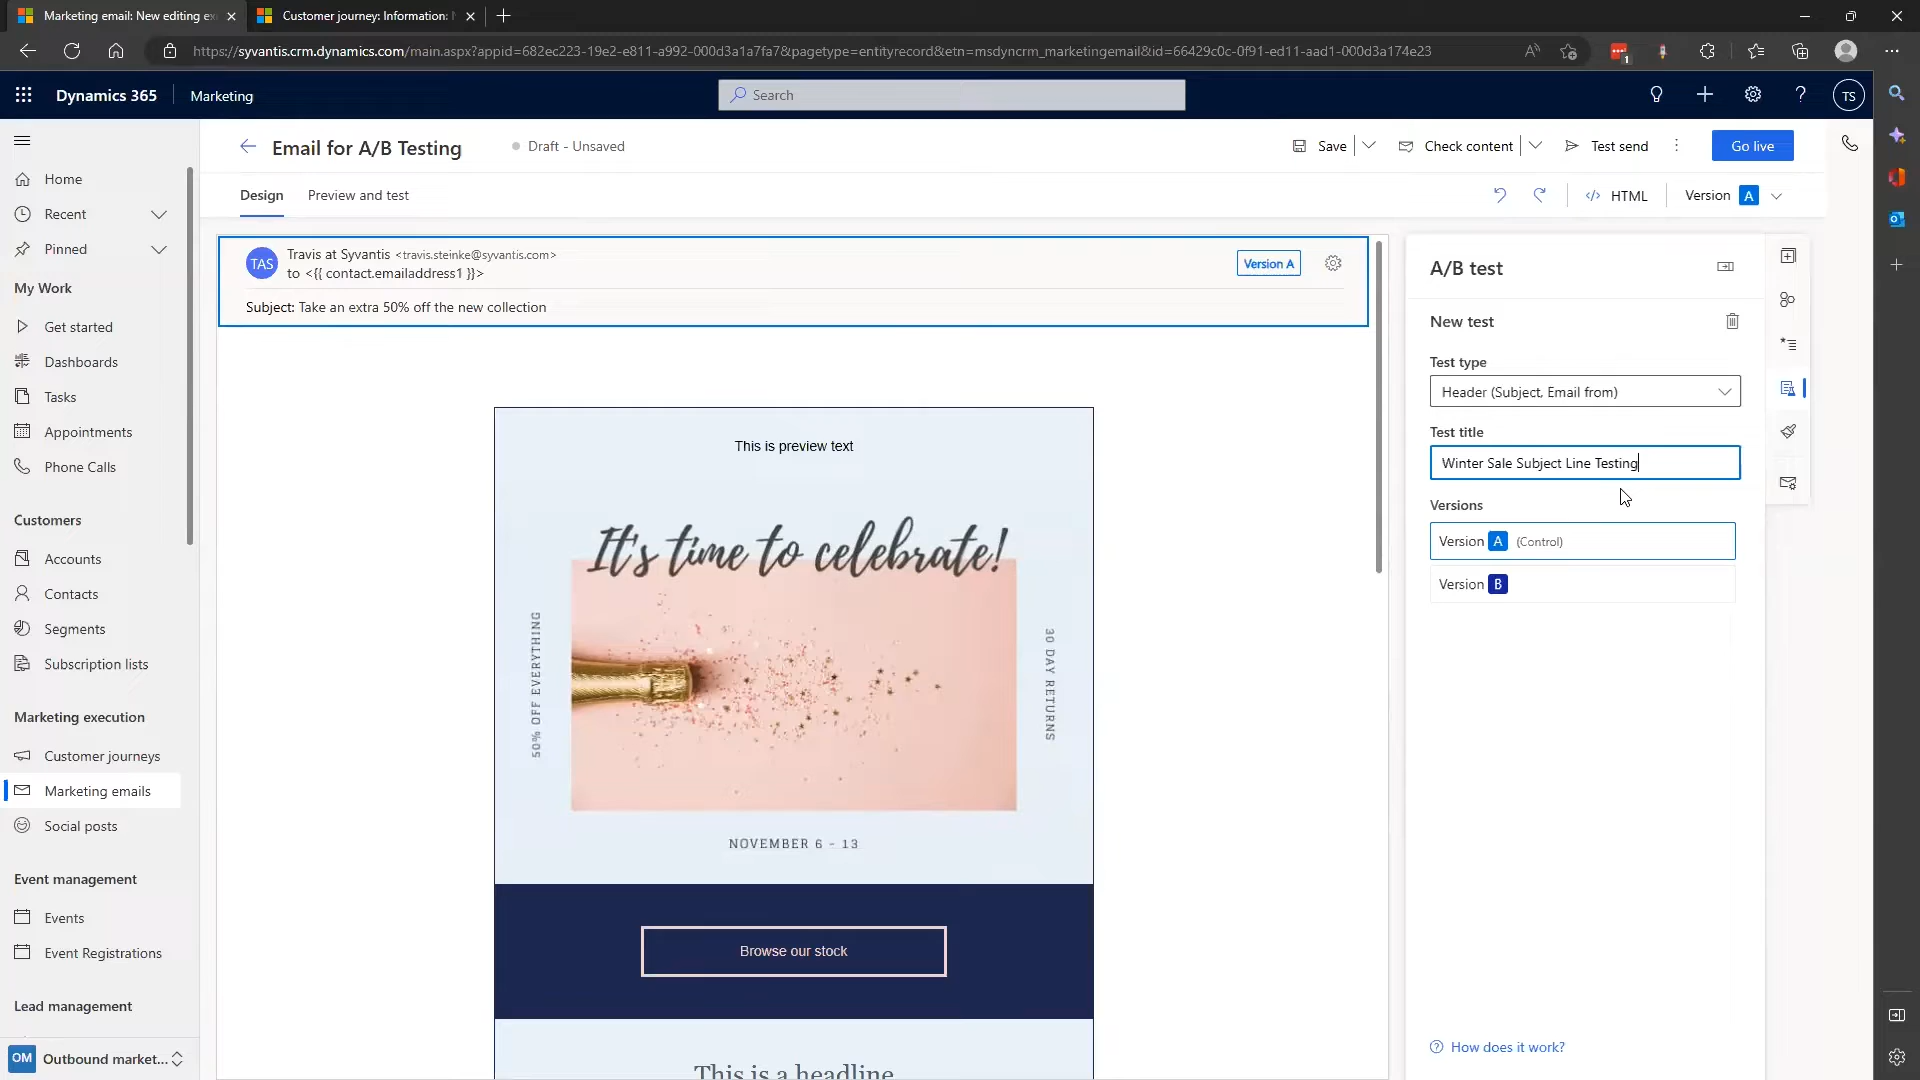 Marketing email: New editing ex
Customer journey: Information: N
https://syvantis.crm.dynamics.com/main.aspx?appid=682ec223-19e2-e811-a992-000d3a1a7fa7&pagetype=entityrecord&etn=msdyncrm_marketingemail&id=66429c0c-0f91-ed11-aad1-000d3a174e23
1
Dynamics 365
Marketing
Search
TS
Email for A/B Testing
Draft - Unsaved
Save
Check content
Test send
Go live
Design
Preview and test
HTML
Version A
Home
Recent
Pinned
My Work
Get started
Dashboards
Tasks
Appointments
Phone Calls
Customers
Accounts
Contacts
Segments
Subscription lists
Marketing execution
Customer journeys
Marketing emails
Social posts
Event management
Events
Event Registrations
Lead management
OM Outbound market...
TAS
Travis at Syvantis <travis.steinke@syvantis.com>
to <{{ contact.emailaddress1 }}>
Version A
Subject: Take an extra 50% off the new collection
This is preview text
It's time to celebrate!
50% OFF EVERYTHING
30 DAY RETURNS
NOVEMBER 6 - 13
Browse our stock
This is a headline
A/B test
New test
Test type
Header (Subject, Email from)
Test title
Winter Sale Subject Line Testing
Versions
Version A (Control)
Version B
How does it work?